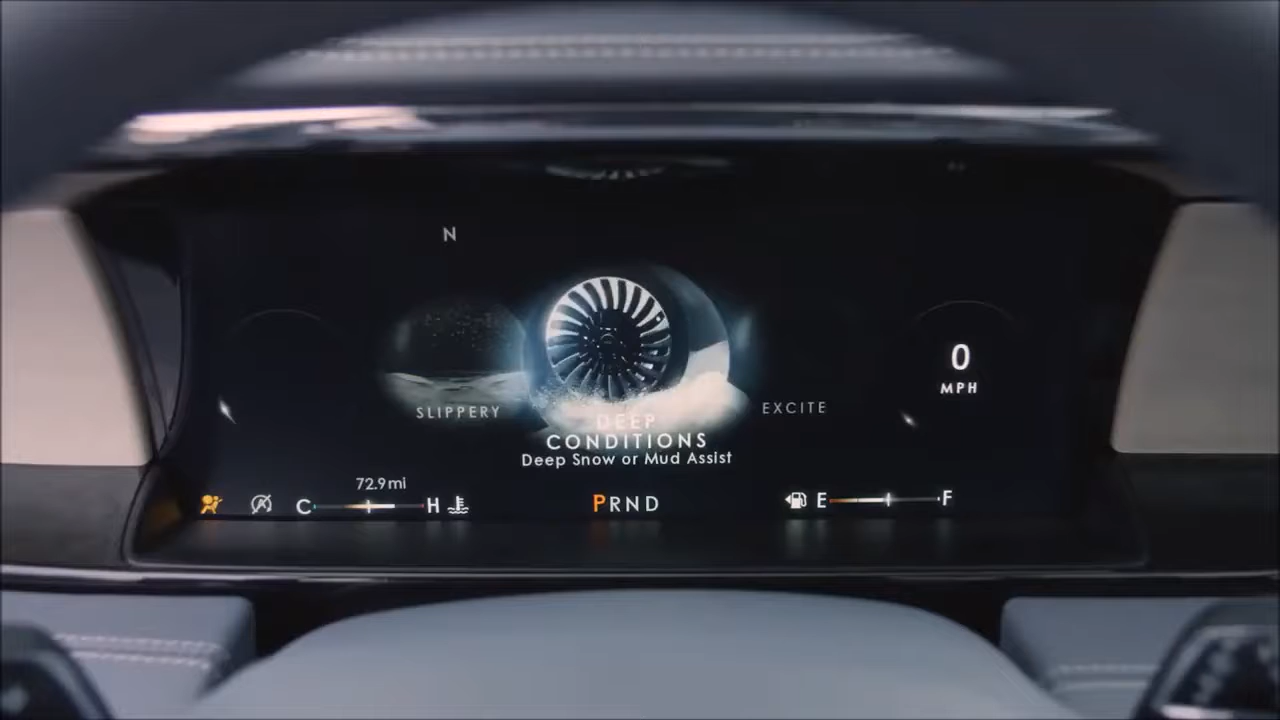 N
SLIPPERY
DEEP
CONDITIONS
Deep Snow or Mud Assist
EXCITE
0
MPH
72.9 mi
C H
PRND
E F